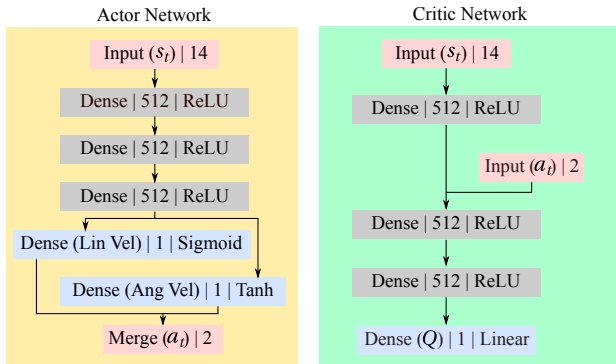 Actor Network
Input (s_t) | 14
Dense | 512 | ReLU
Dense | 512 | ReLU
Dense | 512 | ReLU
Dense (Lin Vel) | 1 | Sigmoid
Dense (Ang Vel) | 1 | Tanh
Merge (a_t) | 2
Critic Network
Input (s_t) | 14
Dense | 512 | ReLU
Input (a_t) | 2
Dense | 512 | ReLU
Dense | 512 | ReLU
Dense (Q) | 1 | Linear